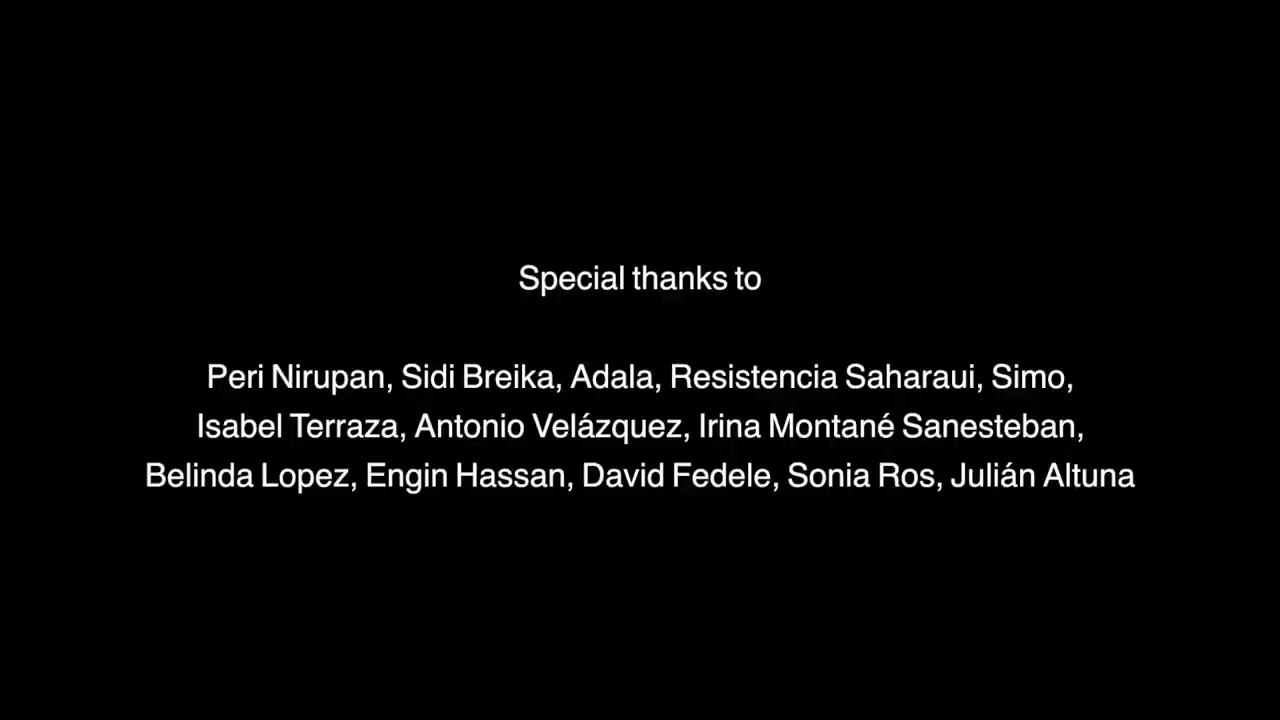 Special thanks to
Peri Nirupan, Sidi Breika, Adala, Resistencia Saharaui, Simo,
Isabel Terraza, Antonio Velázquez, Irina Montané Sanesteban,
Belinda Lopez, Engin Hassan, David Fedele, Sonia Ros, Julián Altuna